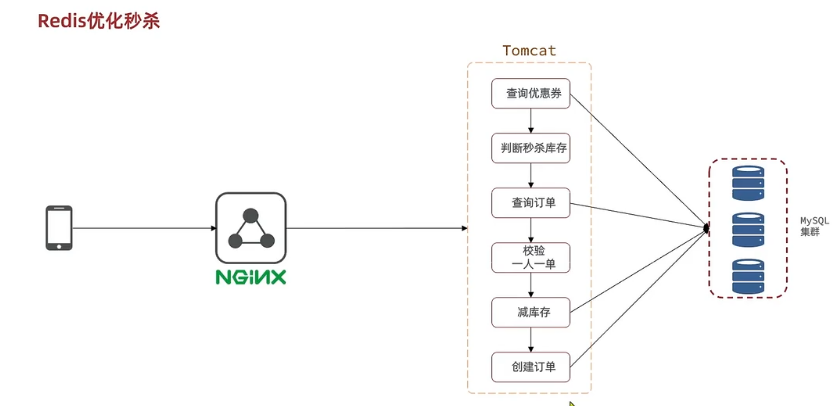 Redis优化秒杀
Tomcat
查询优惠券
判断秒杀库存
查询订单
校验
一人一单
减库存
创建订单
NGiNX
MySQL
集群